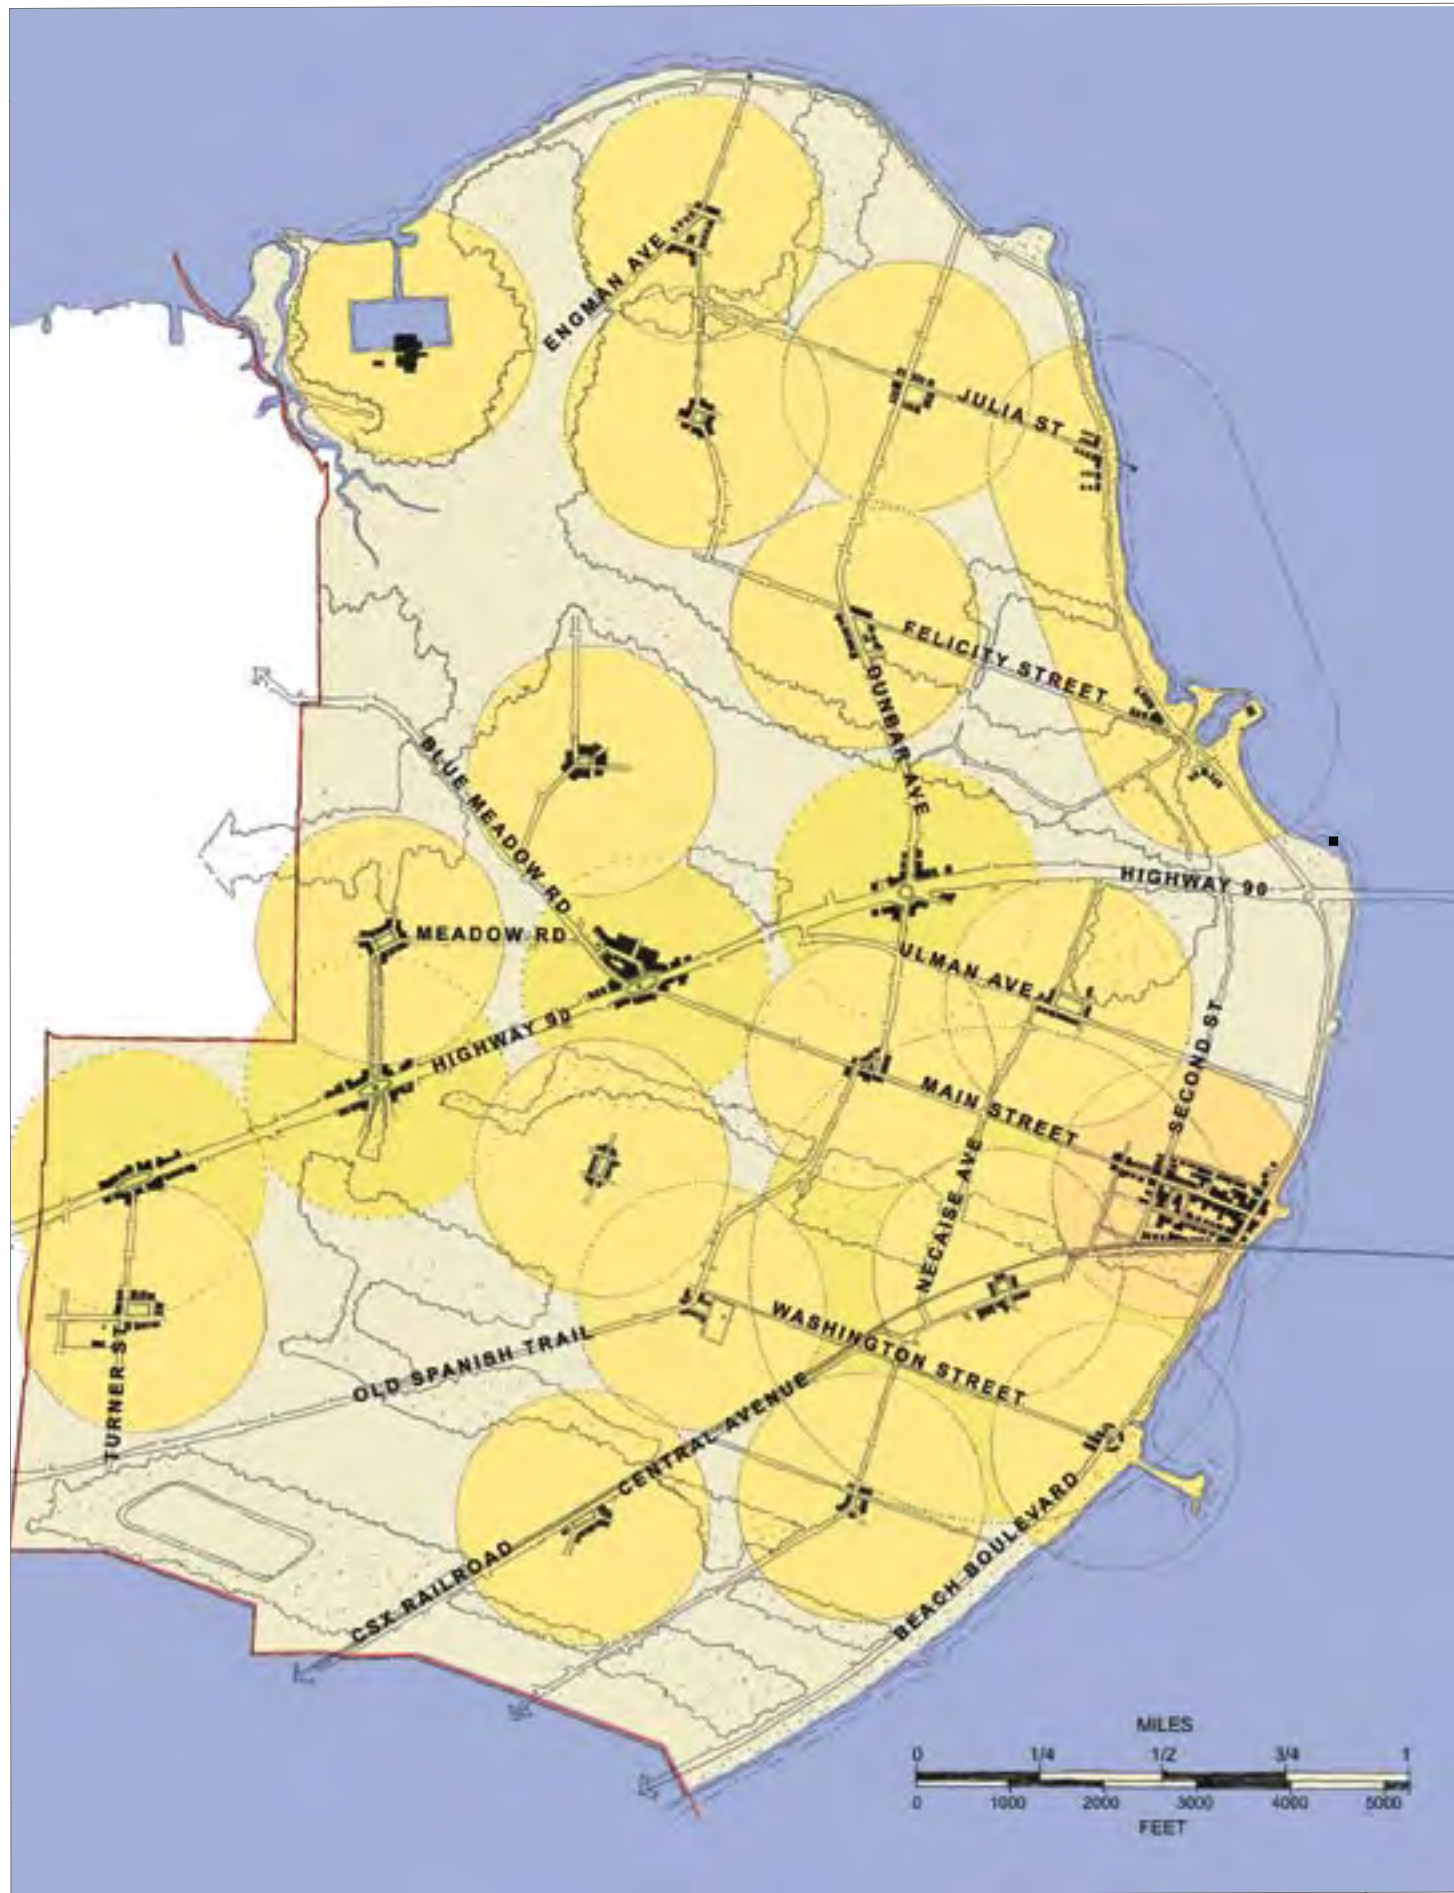 ENGMAN AVE
JULIA ST
FELICITY STREET
DUNBAR AVE
BLUE MEADOW RD
HIGHWAY 90
MEADOW RD
ULMAN AVE
HIGHWAY 90
SECOND ST
MAIN STREET
NECAISE AVE
WASHINGTON STREET
OLD SPANISH TRAIL
TURNER ST
CENTRAL AVENUE
CSX RAILROAD
BEACH BOULEVARD
MILES
0 1/4 1/2 3/4 1
0 1000 2000 3000 4000 5000
FEET